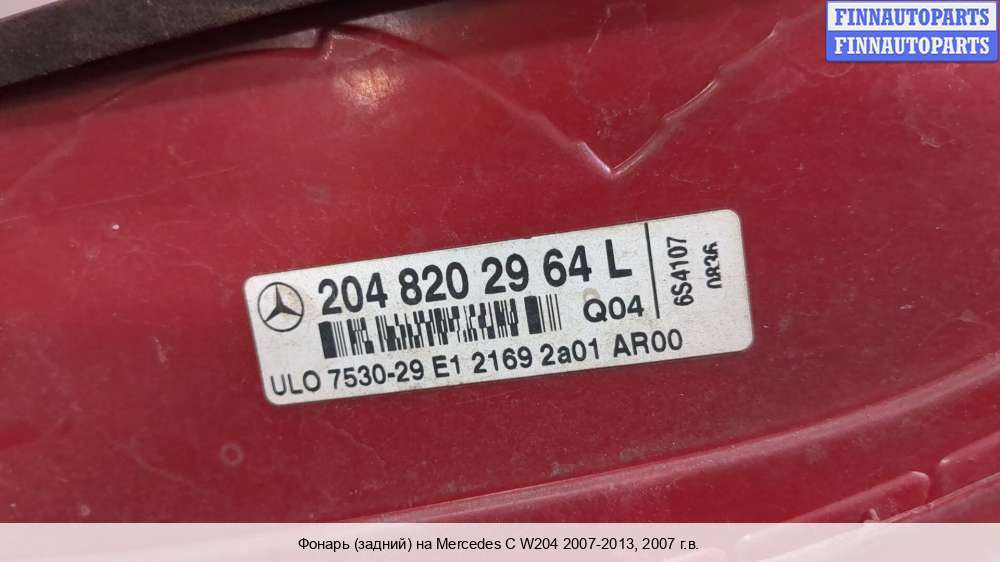 FINNAUTOPARTS
FINNAUTOPARTS
204 820 29 64 L
Q04
6S4107
0836
ULO 7530-29 E1 2169 2a01 AR00
Фонарь (задний) на Mercedes C W204 2007-2013, 2007 г.в.